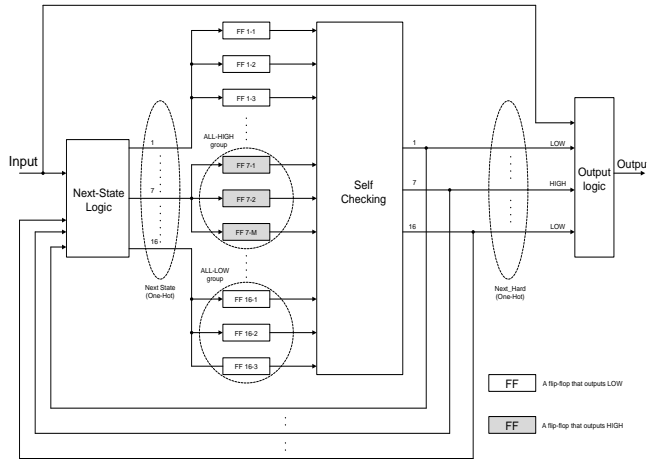 FF 1-1
FF 1-2
FF 1-3
ALL-HIGH
group
Input
Next-State
Logic
1
7
16
FF 7-1
FF 7-2
FF 7-M
Self
Checking
1
7
16
LOW
HIGH
LOW
Output
logic
Outpu
Next State
(One-Hot)
ALL-LOW
group
FF 16-1
FF 16-2
FF 16-3
Next_Hard
(One-Hot)
FF
A flip-flop that outputs LOW
FF
A flip-flop that outputs HIGH